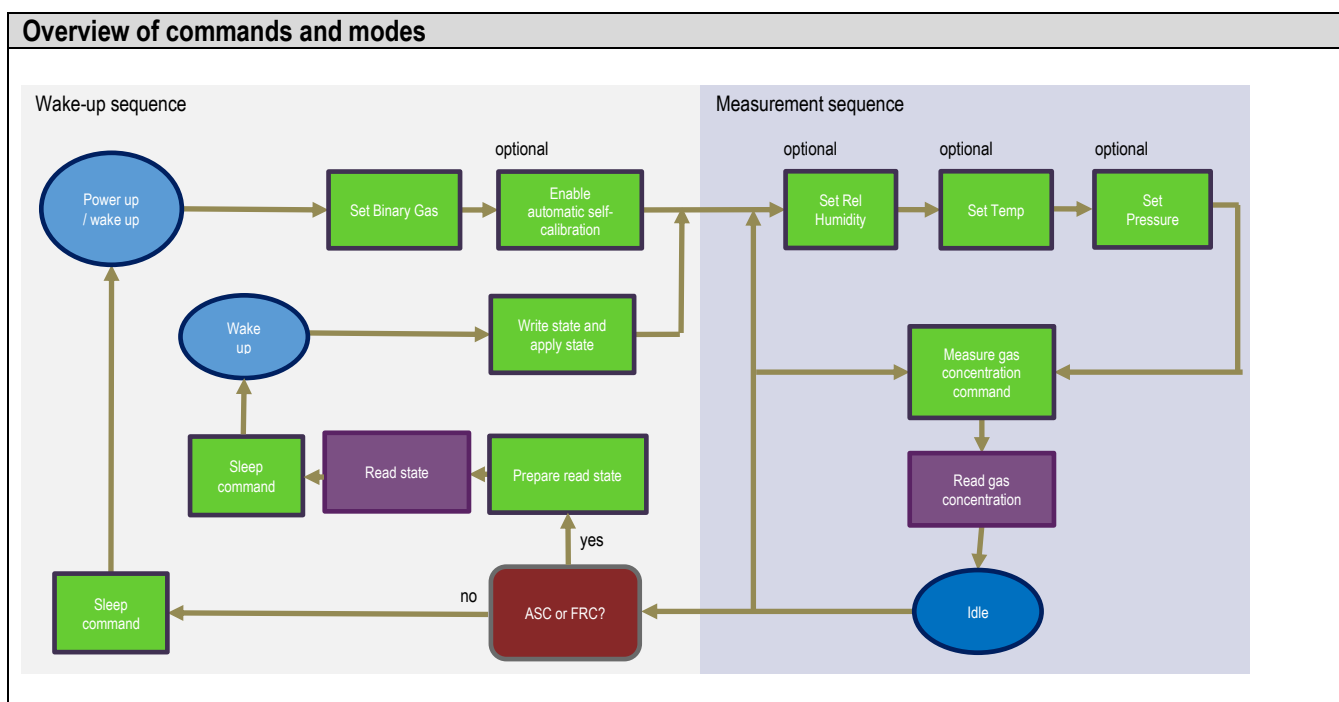 Overview of commands and modes
Wake-up sequence
Measurement sequence
optional
optional
optional
optional
Power up
/ wake up
Set Binary Gas
Enable
automatic self-
calibration
Set Rel
Humidity
Set Temp
Set
Pressure
Wake
up
Write state and
apply state
Measure gas
concentration
command
Sleep
command
Read state
Prepare read state
Read gas
concentration
yes
no
Sleep
command
ASC or FRC?
Idle